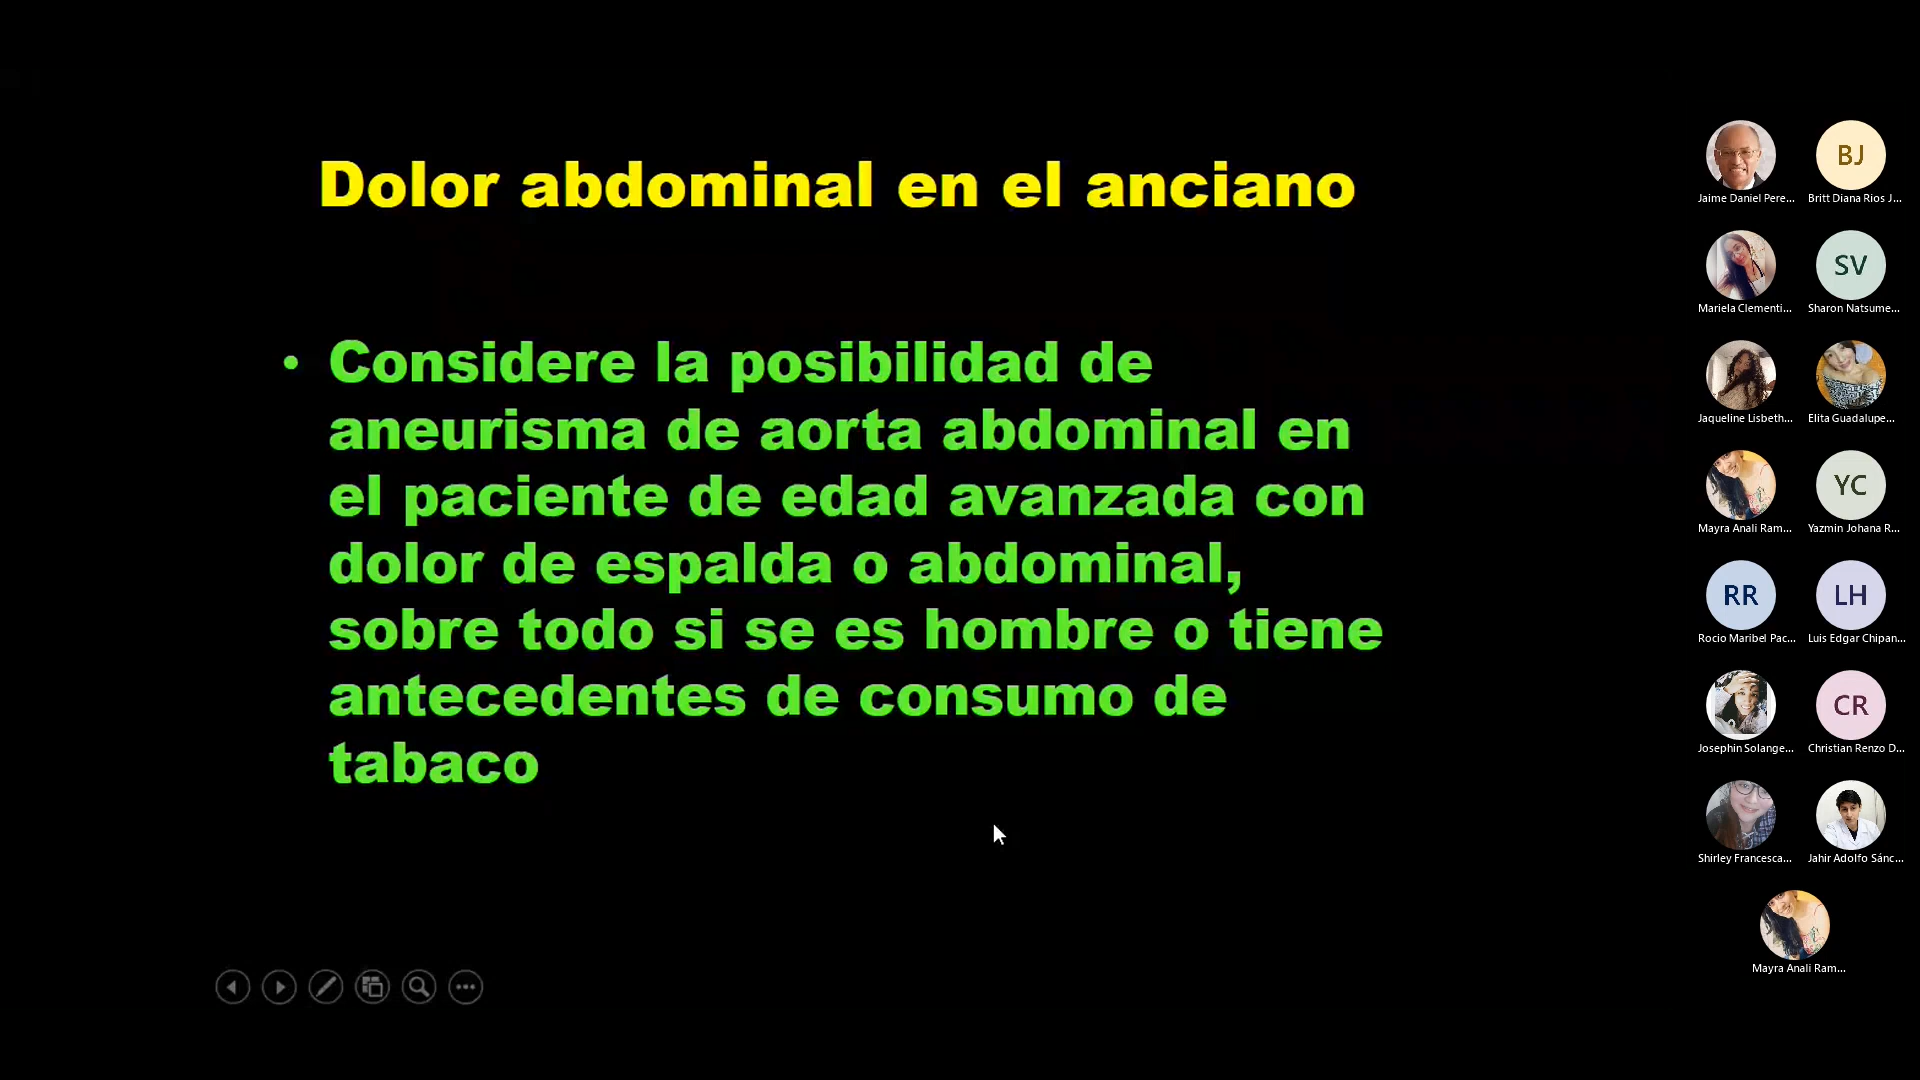 Dolor abdominal en el anciano
• Considere la posibilidad de
aneurisma de aorta abdominal en
el paciente de edad avanzada con
dolor de espalda o abdominal,
sobre todo si se es hombre o tiene
antecedentes de consumo de
tabaco
BJ
Jaime Daniel Pere... Britt Diana Rios J...
SV
Mariela Clementi... Sharon Natsume...
Jaqueline Lisbeth... Elita Guadalupe...
YC
Mayra Anali Ram... Yazmin Johana R...
RR LH
Rocio Maribel Pac... Luis Edgar Chipan...
CR
Josephin Solange... Christian Renzo D...
Shirley Francesca... Jahir Adolfo Sánc...
Mayra Anali Ram...